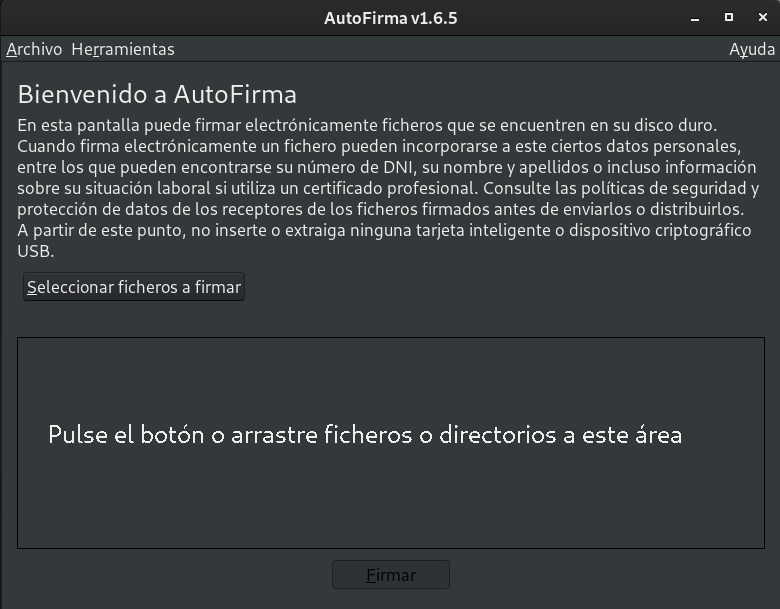 AutoFirma v1.6.5
Archivo Herramientas Ayuda
Bienvenido a AutoFirma
En esta pantalla puede firmar electrónicamente ficheros que se encuentren en su disco duro.
Cuando firma electrónicamente un fichero pueden incorporarse a este ciertos datos personales,
entre los que pueden encontrarse su número de DNI, su nombre y apellidos o incluso información
sobre su situación laboral si utiliza un certificado profesional. Consulte las políticas de seguridad y
protección de datos de los receptores de los ficheros firmados antes de enviarlos o distribuirlos.
A partir de este punto, no inserte o extraiga ninguna tarjeta inteligente o dispositivo criptográfico
USB.
Seleccionar ficheros a firmar
Pulse el botón o arrastre ficheros o directorios a este área
Firmar